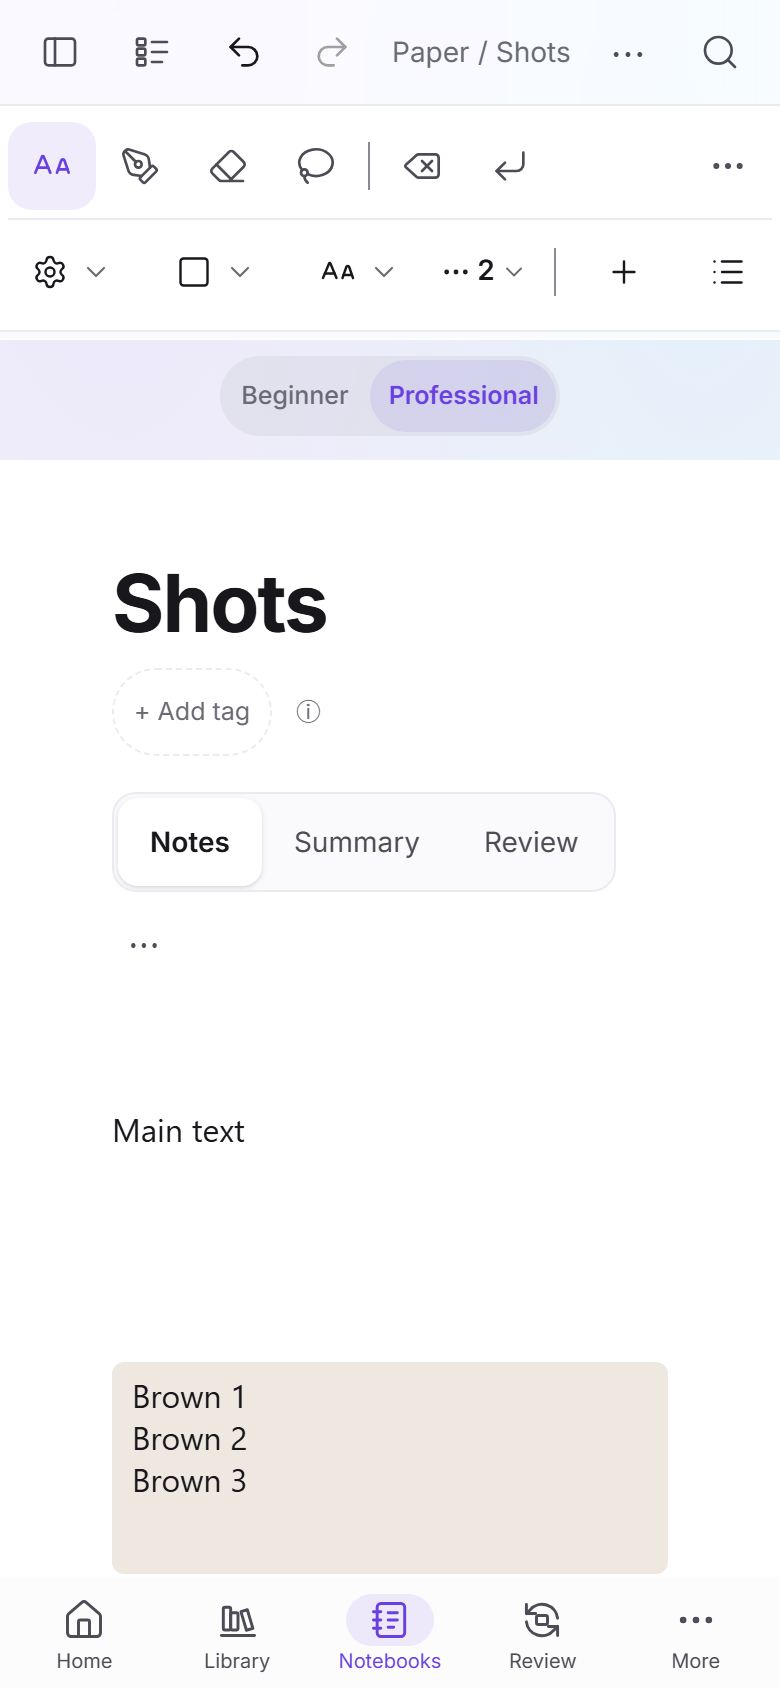 Paper / Shots
2
Beginner
Professional
Shots
+ Add tag
Notes
Summary
Review
Main text
Brown 1
Brown 2
Brown 3
Home
Library
Notebooks
Review
More